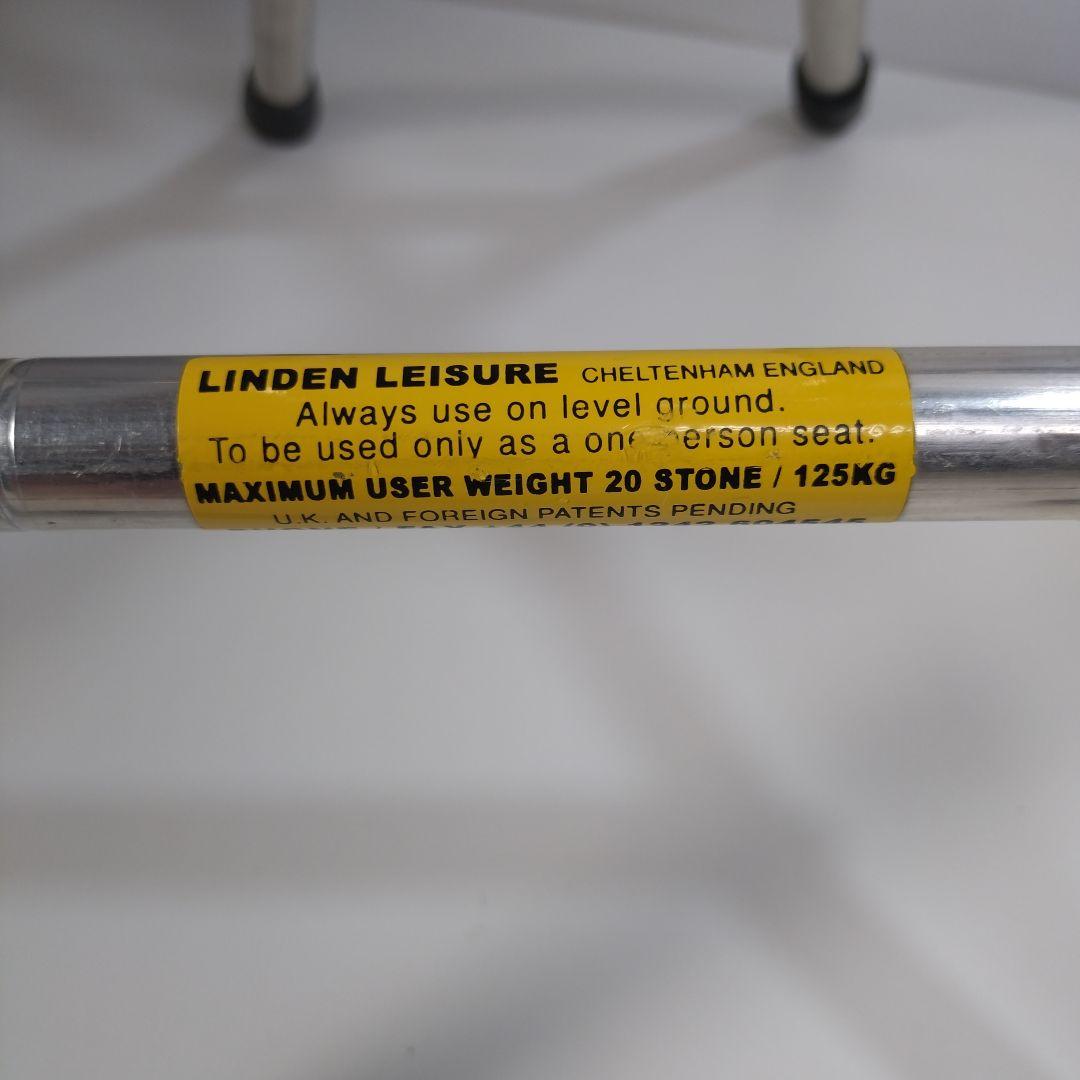 LINDEN LEISURE CHELTENHAM ENGLAND
Always use on level ground.
To be used only as a one person seat.
MAXIMUM USER WEIGHT 20 STONE / 125KG
U.K. AND FOREIGN PATENTS PENDING